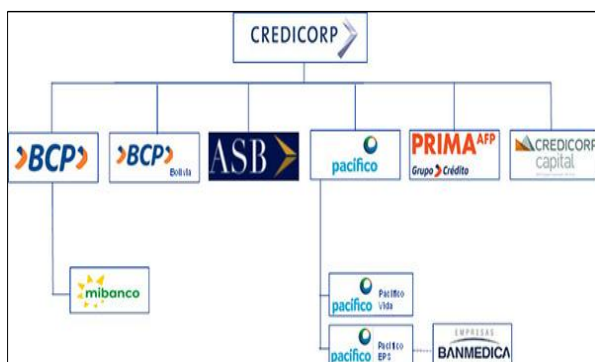 CREDICORP
BCP
BCP
Bolivia
ASB
pacífico
PRIMA AFP
Grupo Crédito
CREDICORP
capital
mibanco
pacífico
Pacífico
Vida
pacífico
Pacífico
EPS
EMPRESAS
BANMEDICA